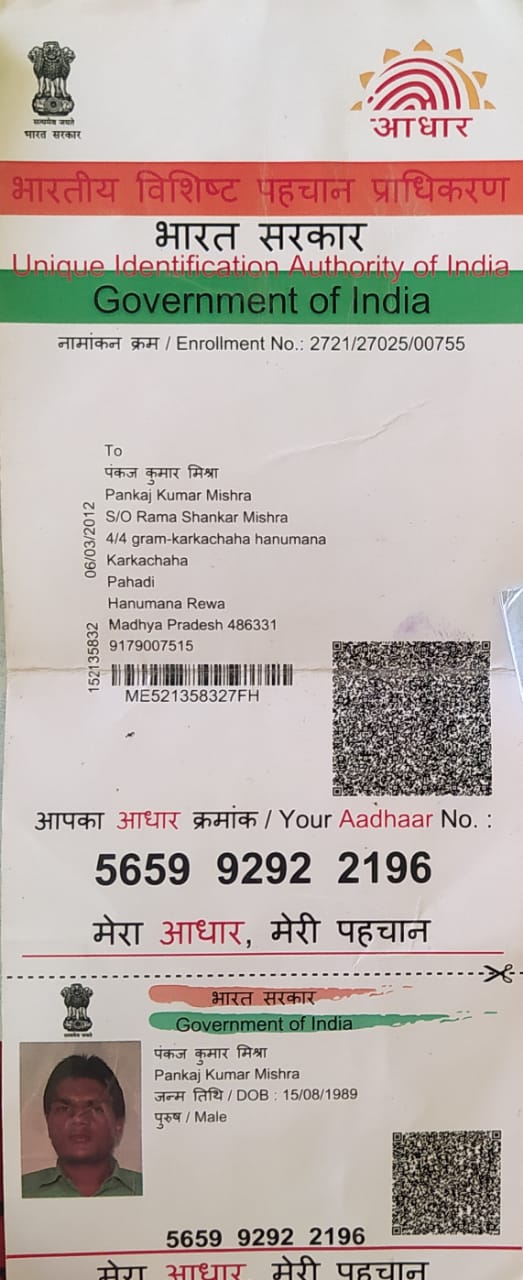 सत्यमेव जयते
भारत सरकार
आधार
भारतीय विशिष्ट पहचान प्राधिकरण
भारत सरकार
Unique Identification Authority of India
Government of India
नामांकन क्रम / Enrollment No.: 2721/27025/00755
To
पंकज कुमार मिश्रा
Pankaj Kumar Mishra
S/O Rama Shankar Mishra
4/4 gram-karkachaha hanumana
Karkachaha
Pahadi
Hanumana Rewa
Madhya Pradesh 486331
9179007515
06/03/2012
152135832
ME521358327FH
आपका आधार क्रमांक / Your Aadhaar No. :
5659 9292 2196
मेरा आधार, मेरी पहचान
भारत सरकार
Government of India
पंकज कुमार मिश्रा
Pankaj Kumar Mishra
जन्म तिथि / DOB : 15/08/1989
पुरुष / Male
5659 9292 2196
मेरा आधार, मेरी पहचान